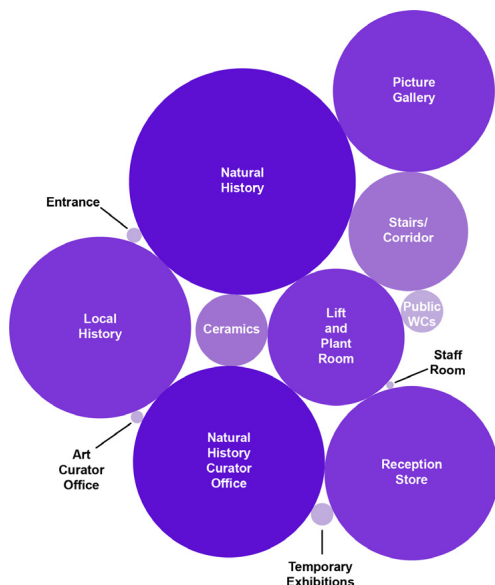 Picture
Gallery
Natural
History
Entrance
Stairs/
Corridor
Public
WCs
Local
History
Ceramics
Lift
and
Plant
Room
Staff
Room
Art
Curator
Office
Natural
History
Curator
Office
Reception
Store
Temporary
Exhibitions